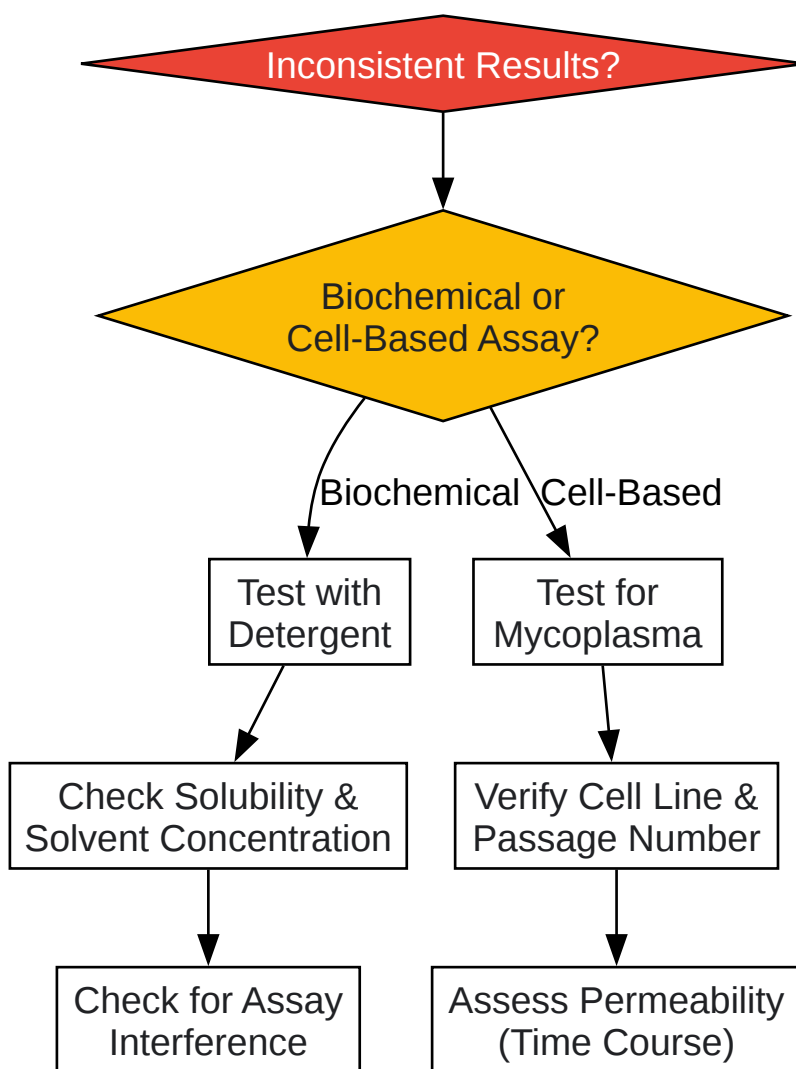 Inconsistent Results?
Biochemical or
Cell-Based Assay?
Biochemical
Cell-Based
Test with
Detergent
Test for
Mycoplasma
Check Solubility &
Solvent Concentration
Verify Cell Line &
Passage Number
Check for Assay
Interference
Assess Permeability
(Time Course)